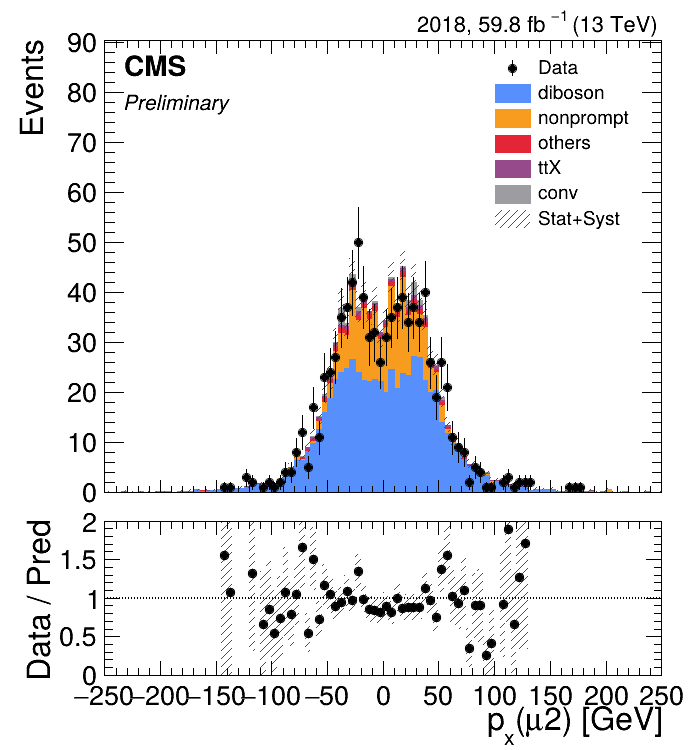 2018, 59.8 fb⁻¹ (13 TeV)
Events
90
80
70
60
50
40
30
20
10
0
CMS
Preliminary
Data
diboson
nonprompt
others
ttX
conv
Stat+Syst
Data / Pred
2
1.5
1
0.5
0
−250 −200 −150 −100 −50 0 50 100 150 200 250
pₓ(μ2) [GeV]